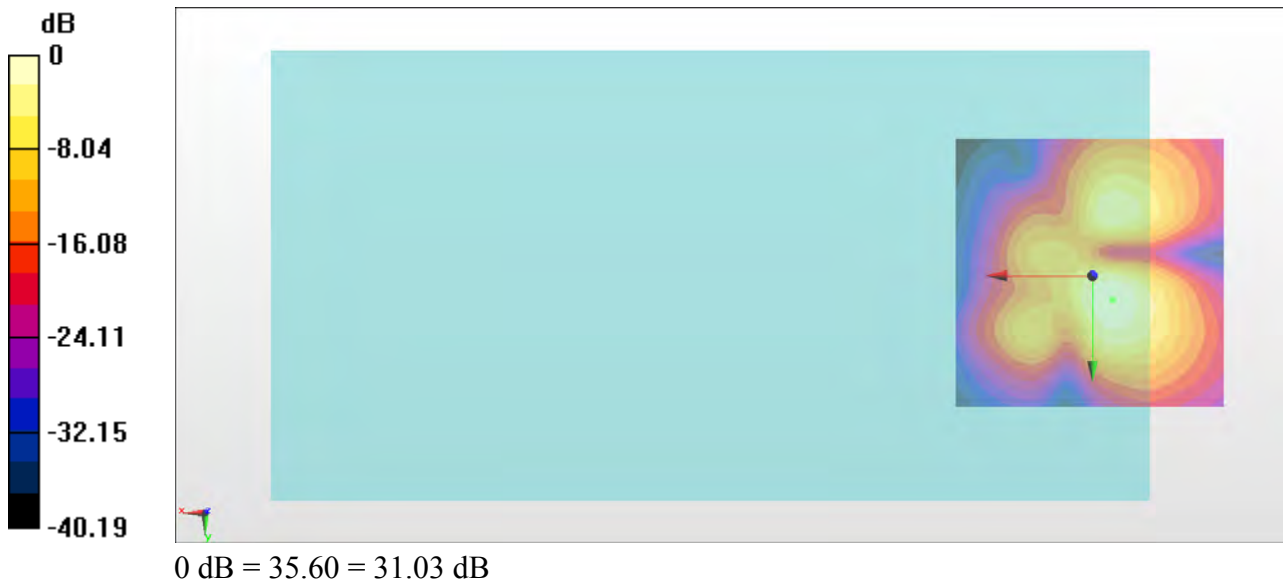 dB
0
-8.04
-16.08
-24.11
-32.15
-40.19
x
z
y
0 dB = 35.60 = 31.03 dB